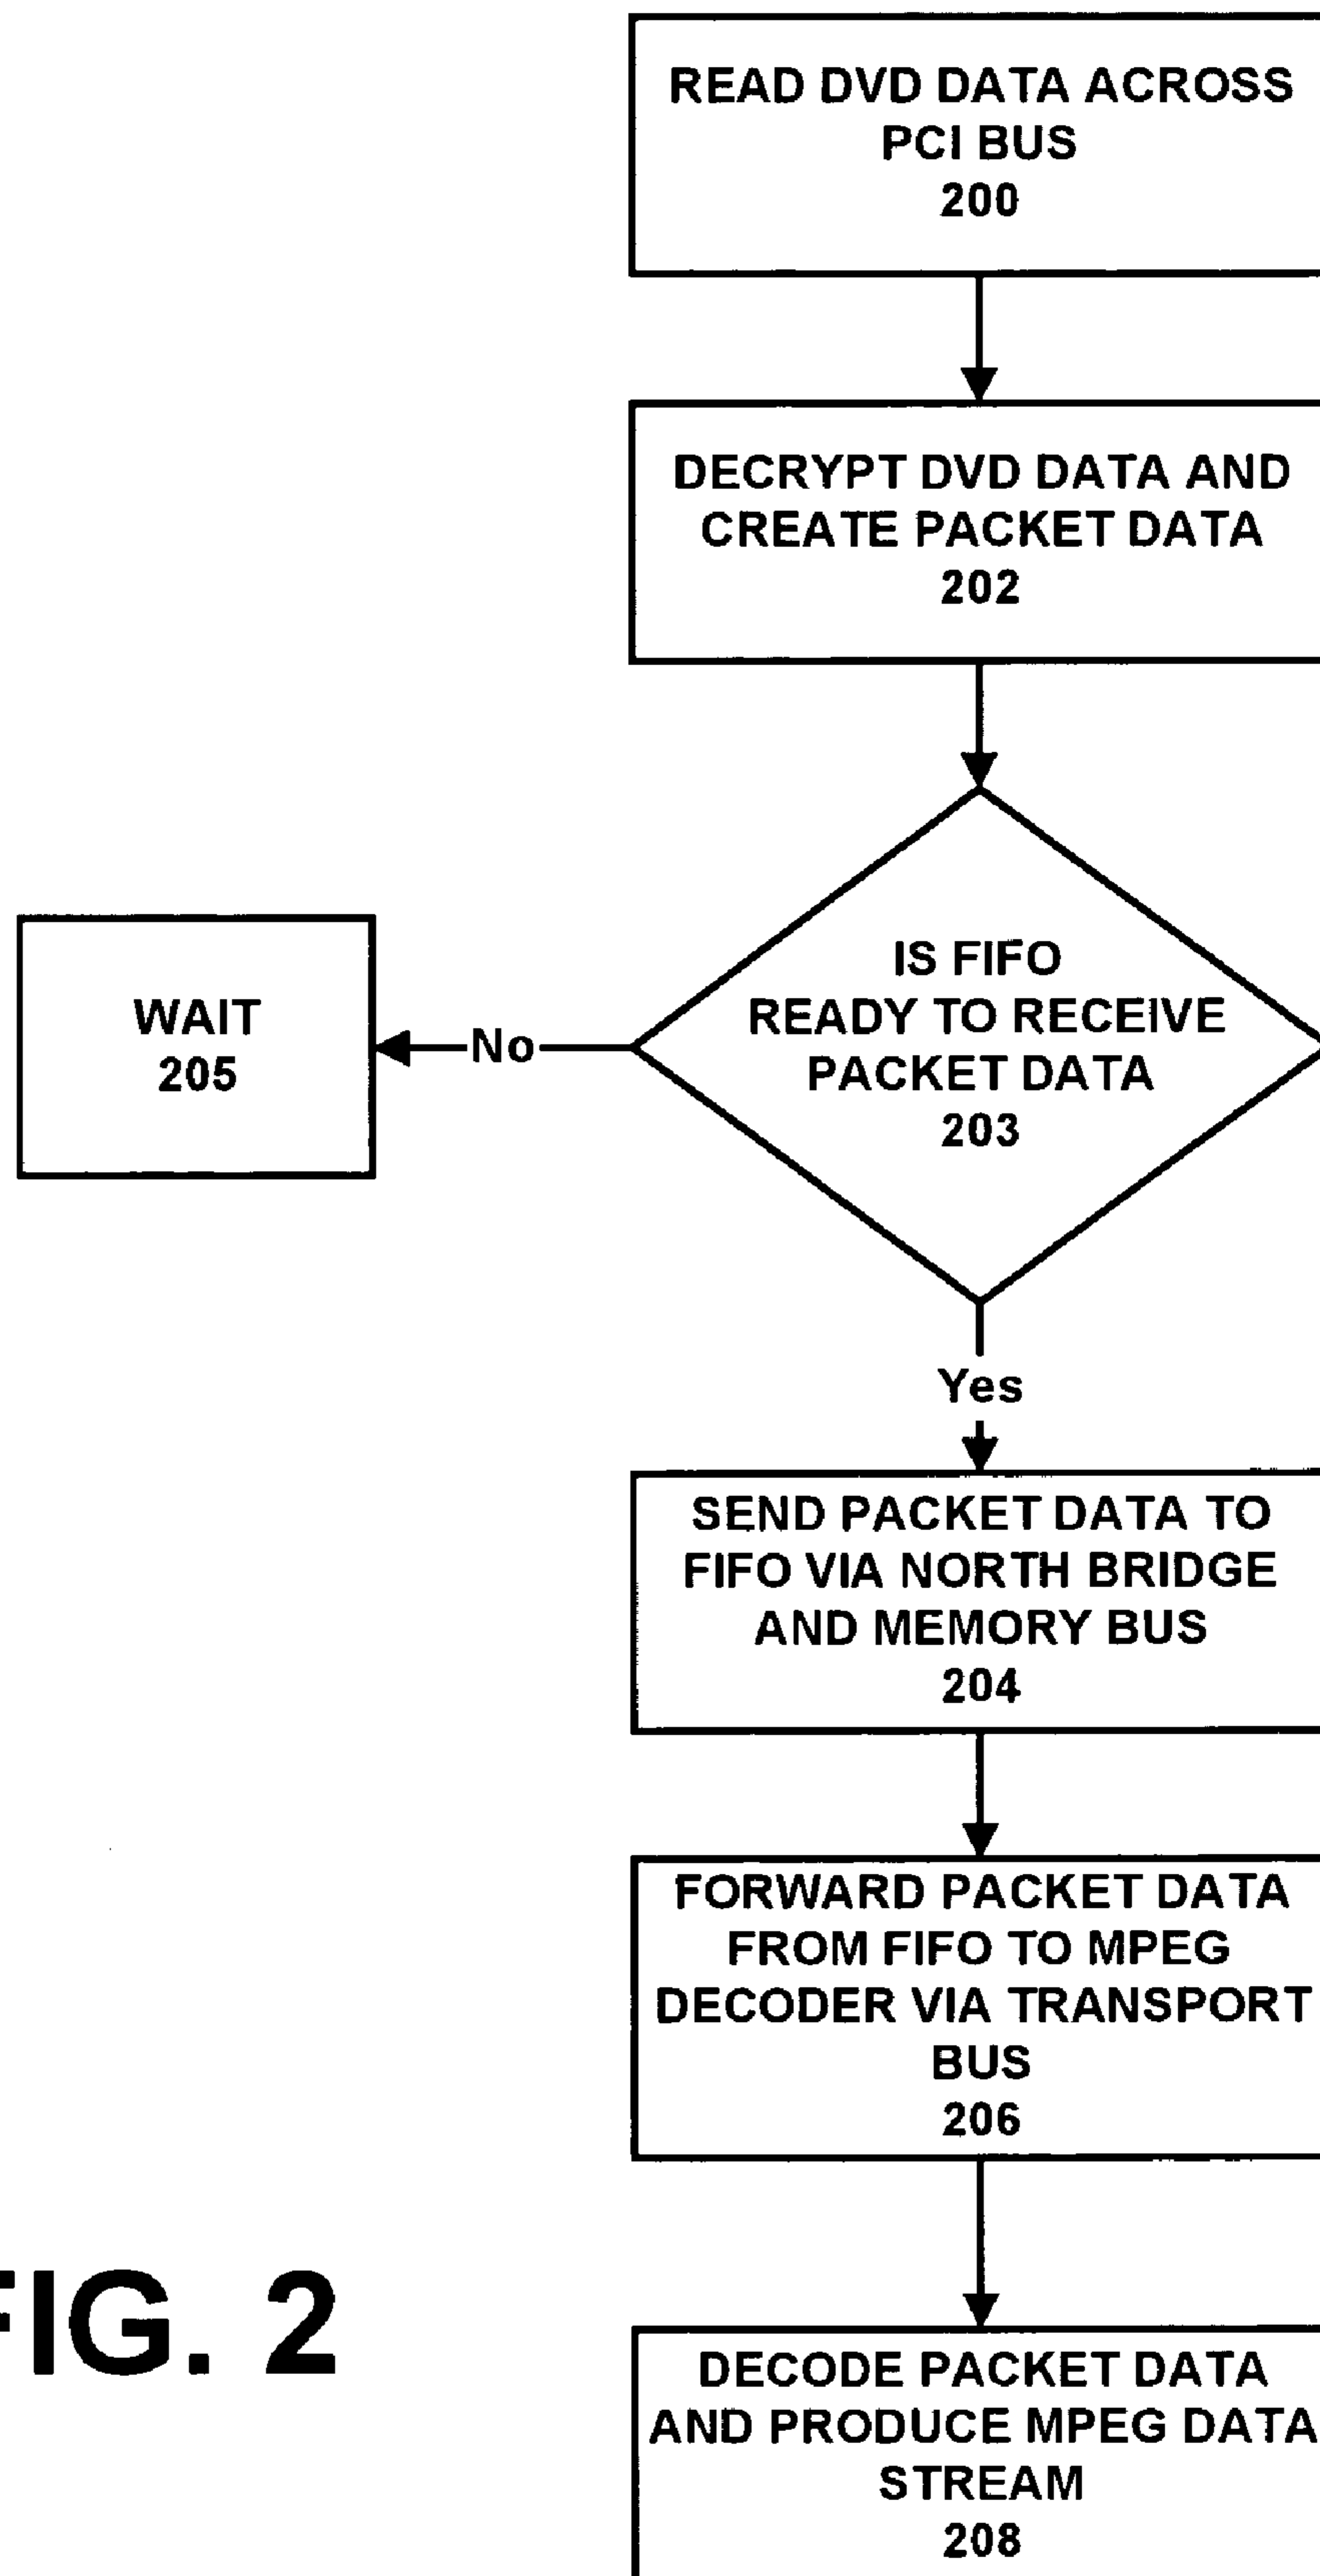 READ DVD DATA ACROSS
PCI BUS
200
DECRYPT DVD DATA AND
CREATE PACKET DATA
202
IS FIFO
READY TO RECEIVE
PACKET DATA
203
No
WAIT
205
Yes
SEND PACKET DATA TO
FIFO VIA NORTH BRIDGE
AND MEMORY BUS
204
FORWARD PACKET DATA
FROM FIFO TO MPEG
DECODER VIA TRANSPORT
BUS
206
DECODE PACKET DATA
AND PRODUCE MPEG DATA
STREAM
208
FIG. 2